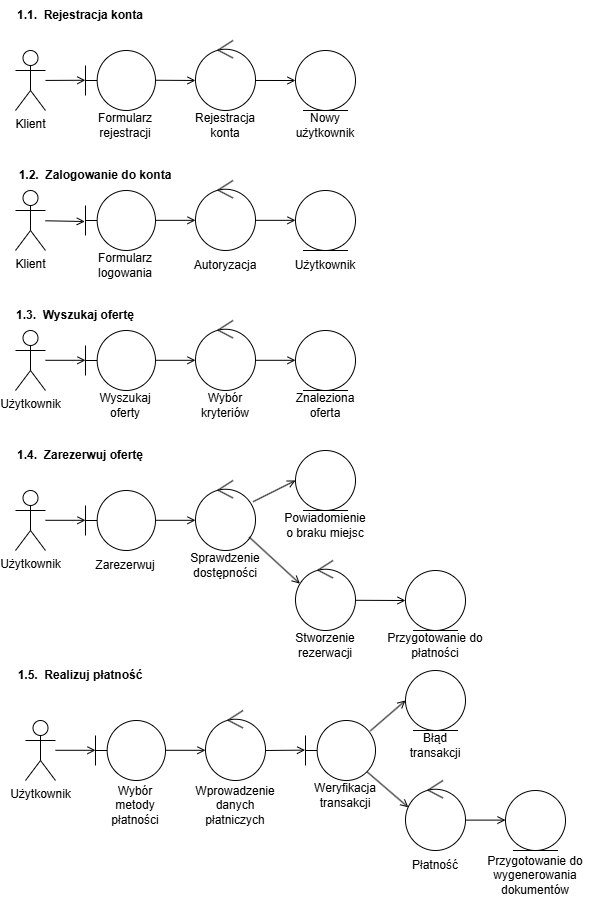 1.1. Rejestracja konta
Klient
Formularz
rejestracji
Rejestracja
konta
Nowy
użytkownik
1.2. Zalogowanie do konta
Klient
Formularz
logowania
Autoryzacja
Użytkownik
1.3. Wyszukaj ofertę
Użytkownik
Wyszukaj
oferty
Wybór
kryteriów
Znaleziona
oferta
1.4. Zarezerwuj ofertę
Użytkownik
Zarezerwuj
Sprawdzenie
dostępności
Powiadomienie
o braku miejsc
Stworzenie
rezerwacji
Przygotowanie do
płatności
1.5. Realizuj płatność
Użytkownik
Wybór
metody
płatności
Wprowadzenie
danych
płatniczych
Weryfikacja
transakcji
Błąd
transakcji
Płatność
Przygotowanie do
wygenerowania
dokumentów